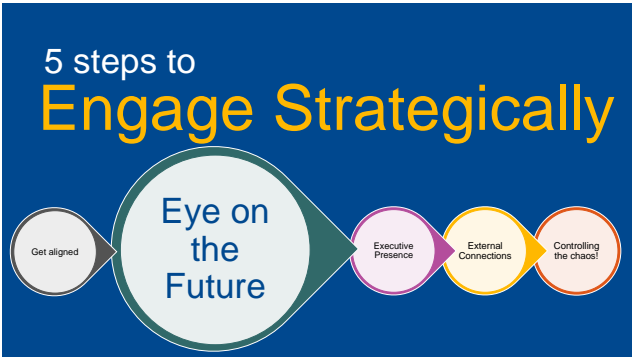 5 steps to
Engage Strategically
Get aligned
Eye on
the
Future
Executive
Presence
External
Connections
Controlling
the chaos!